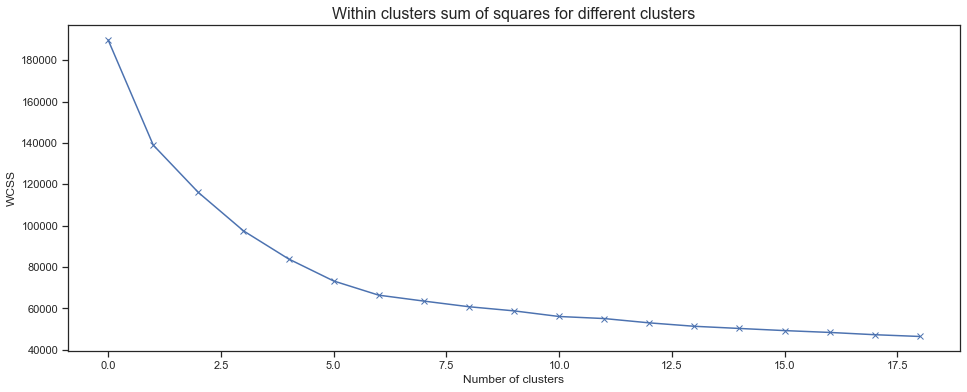 Within clusters sum of squares for different clusters
180000
160000
140000
120000
100000
80000
60000
40000
WCSS
0.0 2.5 5.0 7.5 10.0 12.5 15.0 17.5
Number of clusters